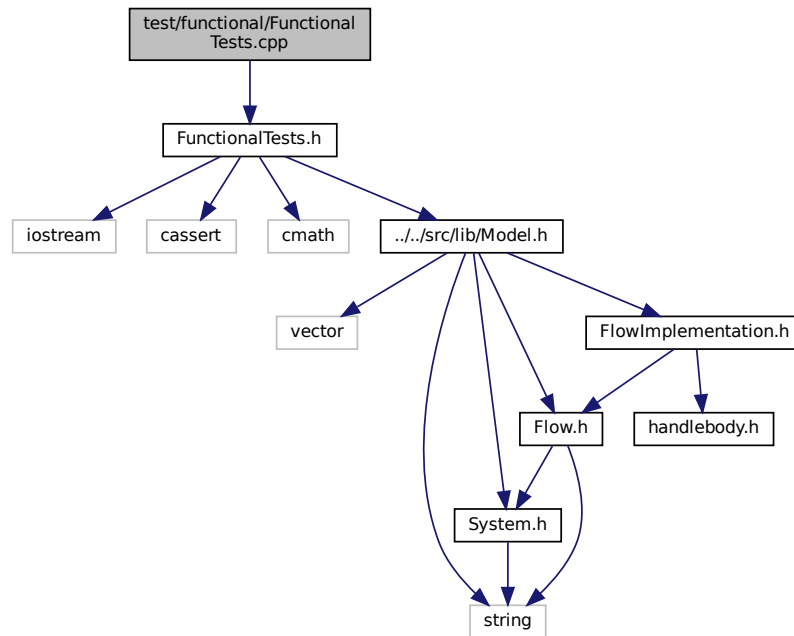 test/functional/Functional
Tests.cpp
FunctionalTests.h
iostream
cassert
cmath
../../src/lib/Model.h
vector
FlowImplementation.h
Flow.h
handlebody.h
System.h
string